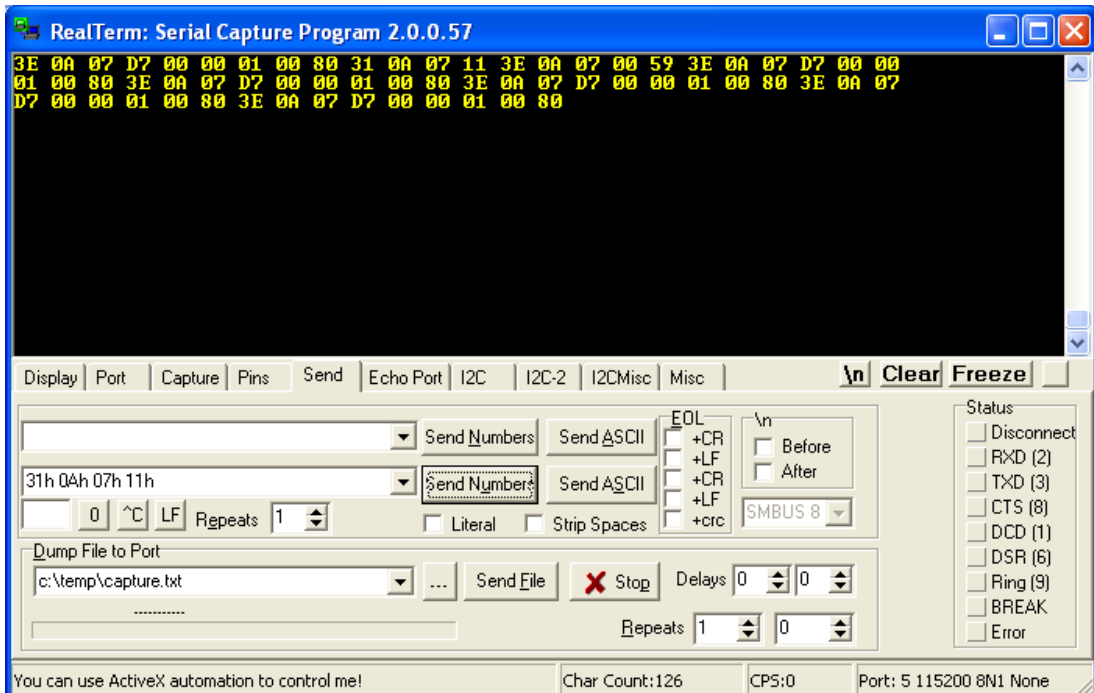 RealTerm: Serial Capture Program 2.0.0.57
3E 0A 07 D7 00 00 01 00 80 31 0A 07 11 3E 0A 07 00 59 3E 0A 07 D7 00 00
01 00 80 3E 0A 07 D7 00 00 01 00 80 3E 0A 07 D7 00 00 01 00 80 3E 0A 07
D7 00 00 01 00 80 3E 0A 07 D7 00 00 01 00 80
Display Port Capture Pins Send Echo Port I2C I2C-2 I2CMisc Misc \n Clear Freeze
EOL \n Status
Send Numbers Send ASCII +CR Before Disconnect
+LF After RXD (2)
31h 0Ah 07h 11h Send Numbers Send ASCII +CR TXD (3)
+LF SMBUS 8 CTS (8)
0 ^C LF Repeats 1 Literal Strip Spaces +crc DCD (1)
Dump File to Port DSR (6)
c:\temp\capture.txt ... Send File Stop Delays 0 0 Ring (9)
----------- BREAK
Repeats 1 0 Error
You can use ActiveX automation to control me! Char Count:126 CPS:0 Port: 5 115200 8N1 None